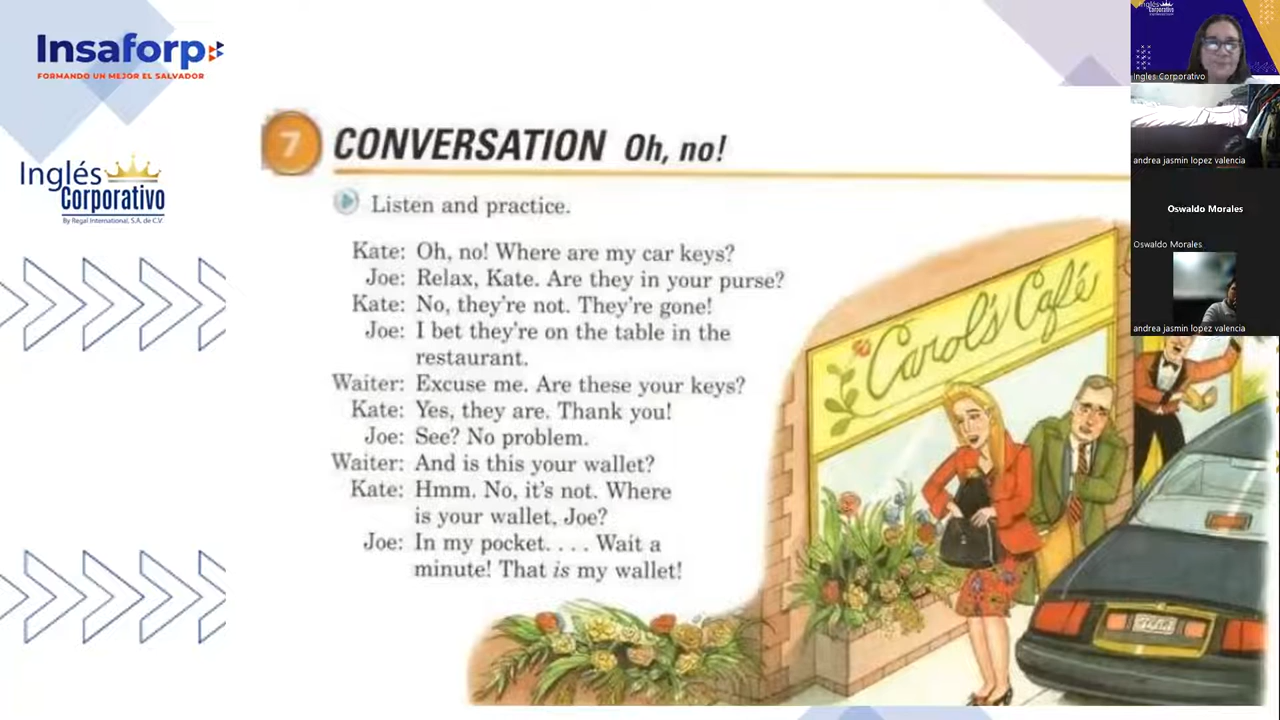 Insaforp
FORMANDO UN MEJOR EL SALVADOR
Inglés
Corporativo
By Regal International, S.A. de C.V.
7 CONVERSATION Oh, no!
Listen and practice.
Kate: Oh, no! Where are my car keys?
Joe: Relax, Kate. Are they in your purse?
Kate: No, they're not. They're gone!
Joe: I bet they're on the table in the
restaurant.
Waiter: Excuse me. Are these your keys?
Kate: Yes, they are. Thank you!
Joe: See? No problem.
Waiter: And is this your wallet?
Kate: Hmm. No, it's not. Where
is your wallet, Joe?
Joe: In my pocket. . . . Wait a
minute! That is my wallet!
Carol's Café
Inglés
Corporativo
Ingles Corporativo
andrea jasmin lopez valencia
Oswaldo Morales
Oswaldo Morales
andrea jasmin lopez valencia